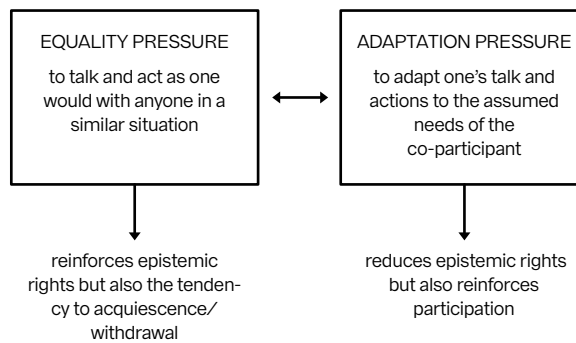 EQUALITY PRESSURE
to talk and act as one
would with anyone in a
similar situation
ADAPTATION PRESSURE
to adapt one’s talk and
actions to the assumed
needs of the
co-participant
reinforces epistemic
rights but also the tenden-
cy to acquiescence/
withdrawal
reduces epistemic rights
but also reinforces
participation